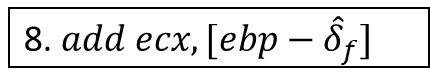 8. add ecx, [ebp − δ̂_f]